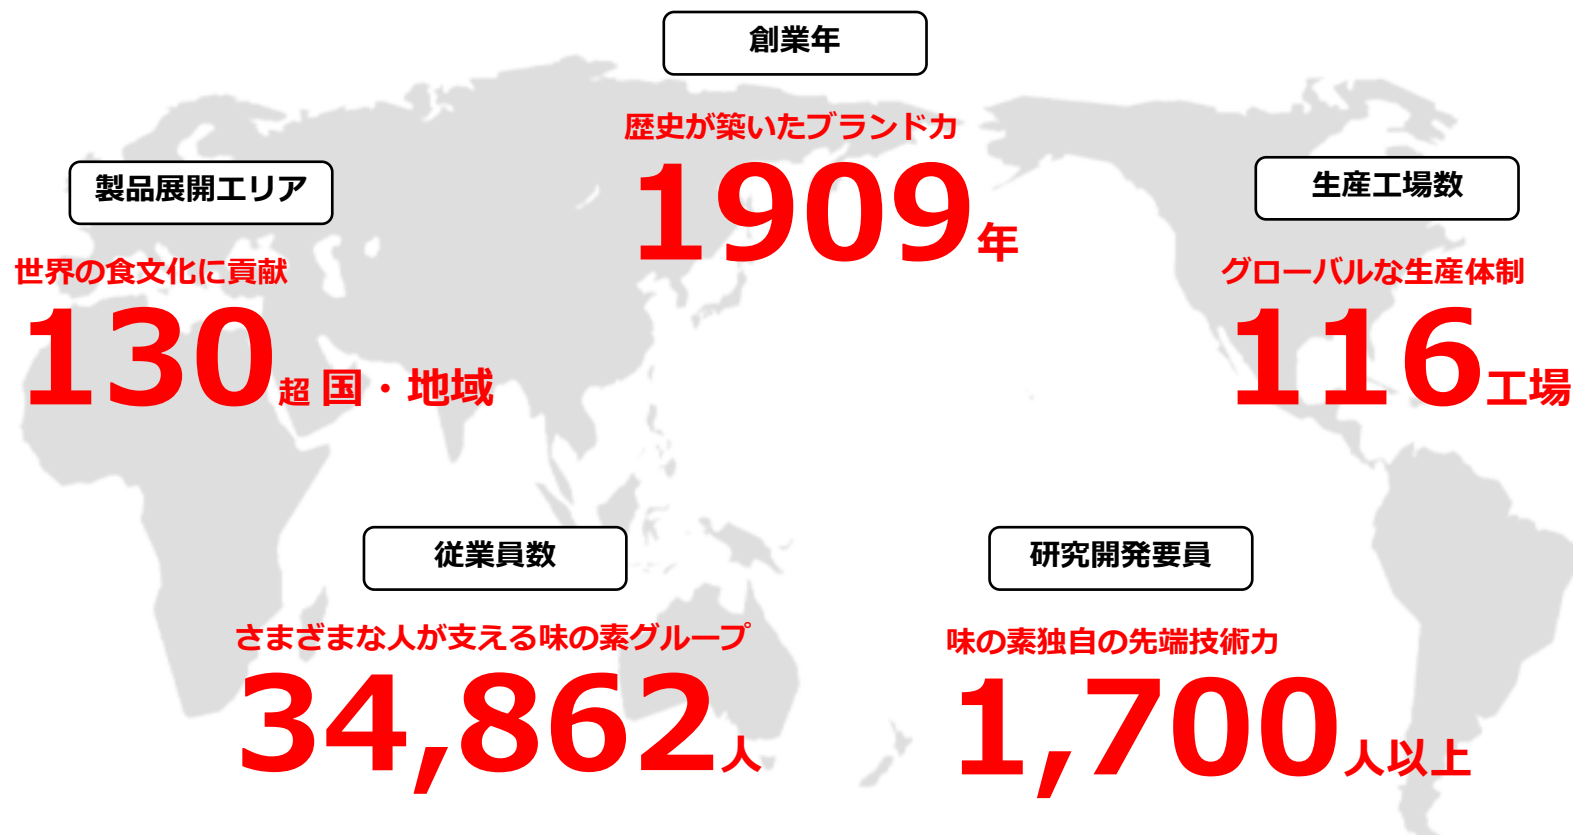 創業年
歴史が築いたブランド力
1909年
製品展開エリア
世界の食文化に貢献
130超 国・地域
生産工場数
グローバルな生産体制
116工場
従業員数
さまざまな人が支える味の素グループ
34,862人
研究開発要員
味の素独自の先端技術力
1,700人以上